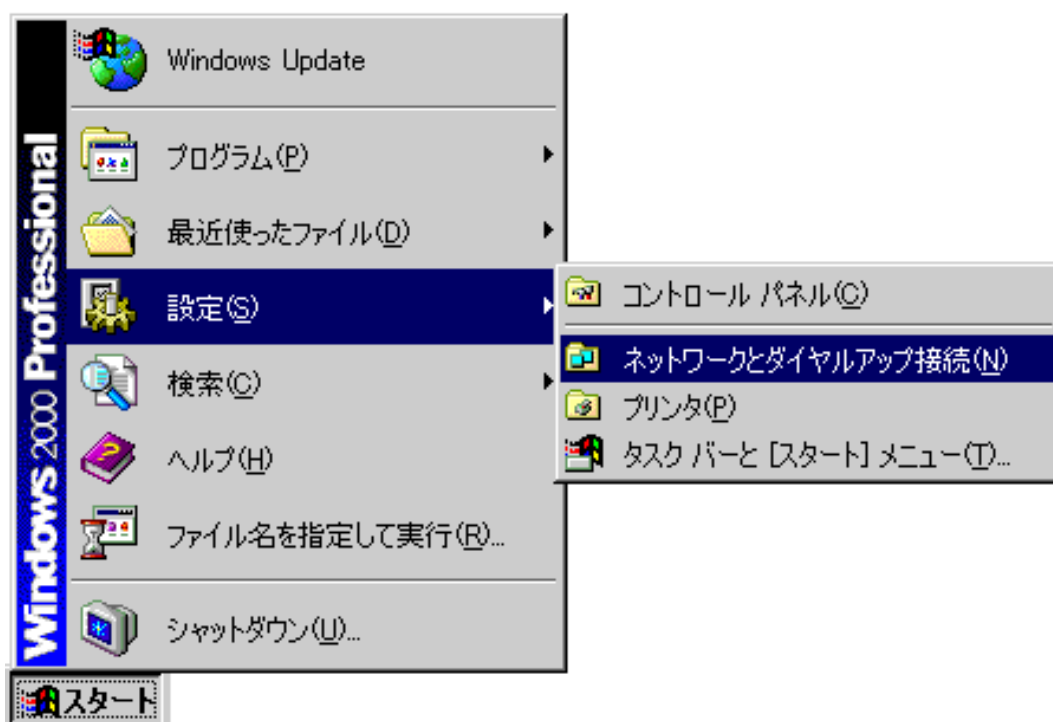 Windows 2000 Professional
Windows Update
プログラム(P)
最近使ったファイル(D)
設定(S)
検索(C)
ヘルプ(H)
ファイル名を指定して実行(R)...
シャットダウン(U)...
コントロール パネル(C)
ネットワークとダイヤルアップ接続(N)
プリンタ(P)
タスク バーと [スタート] メニュー(T)...
スタート